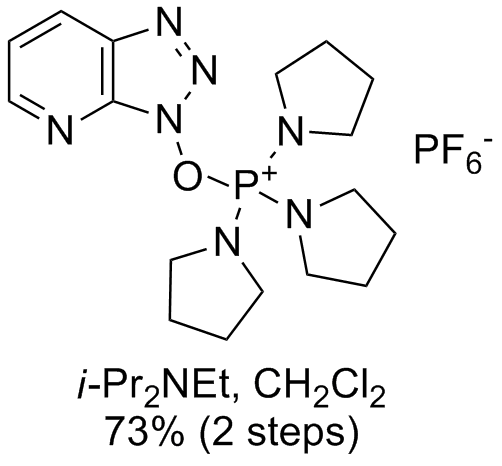 N
N
N
N
N
O
P+
N
N
PF6-
i-Pr2NEt, CH2Cl2
73% (2 steps)